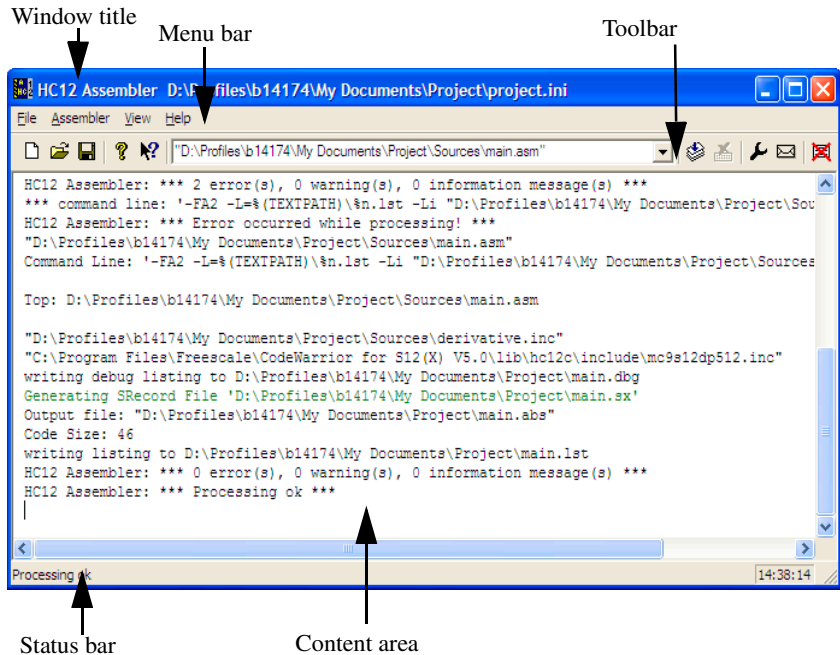 Window title
Menu bar
Toolbar
HC12 Assembler D:\Profiles\b14174\My Documents\Project\project.ini
File Assembler View Help
"D:\Profiles\b14174\My Documents\Project\Sources\main.asm"
HC12 Assembler: *** 2 error(s), 0 warning(s), 0 information message(s) ***
*** command line: '-FA2 -L=%(TEXTPATH)\%n.lst -Li "D:\Profiles\b14174\My Documents\Project\Sou
HC12 Assembler: *** Error occurred while processing! ***
"D:\Profiles\b14174\My Documents\Project\Sources\main.asm"
Command Line: '-FA2 -L=%(TEXTPATH)\%n.lst -Li "D:\Profiles\b14174\My Documents\Project\Sources
Top: D:\Profiles\b14174\My Documents\Project\Sources\main.asm
"D:\Profiles\b14174\My Documents\Project\Sources\derivative.inc"
"C:\Program Files\Freescale\CodeWarrior for S12(X) V5.0\lib\hc12c\include\mc9s12dp512.inc"
writing debug listing to D:\Profiles\b14174\My Documents\Project\main.dbg
Generating SRecord File 'D:\Profiles\b14174\My Documents\Project\main.sx'
Output file: "D:\Profiles\b14174\My Documents\Project\main.abs"
Code Size: 46
writing listing to D:\Profiles\b14174\My Documents\Project\main.lst
HC12 Assembler: *** 0 error(s), 0 warning(s), 0 information message(s) ***
HC12 Assembler: *** Processing ok ***
Processing ok
14:38:14
Status bar
Content area